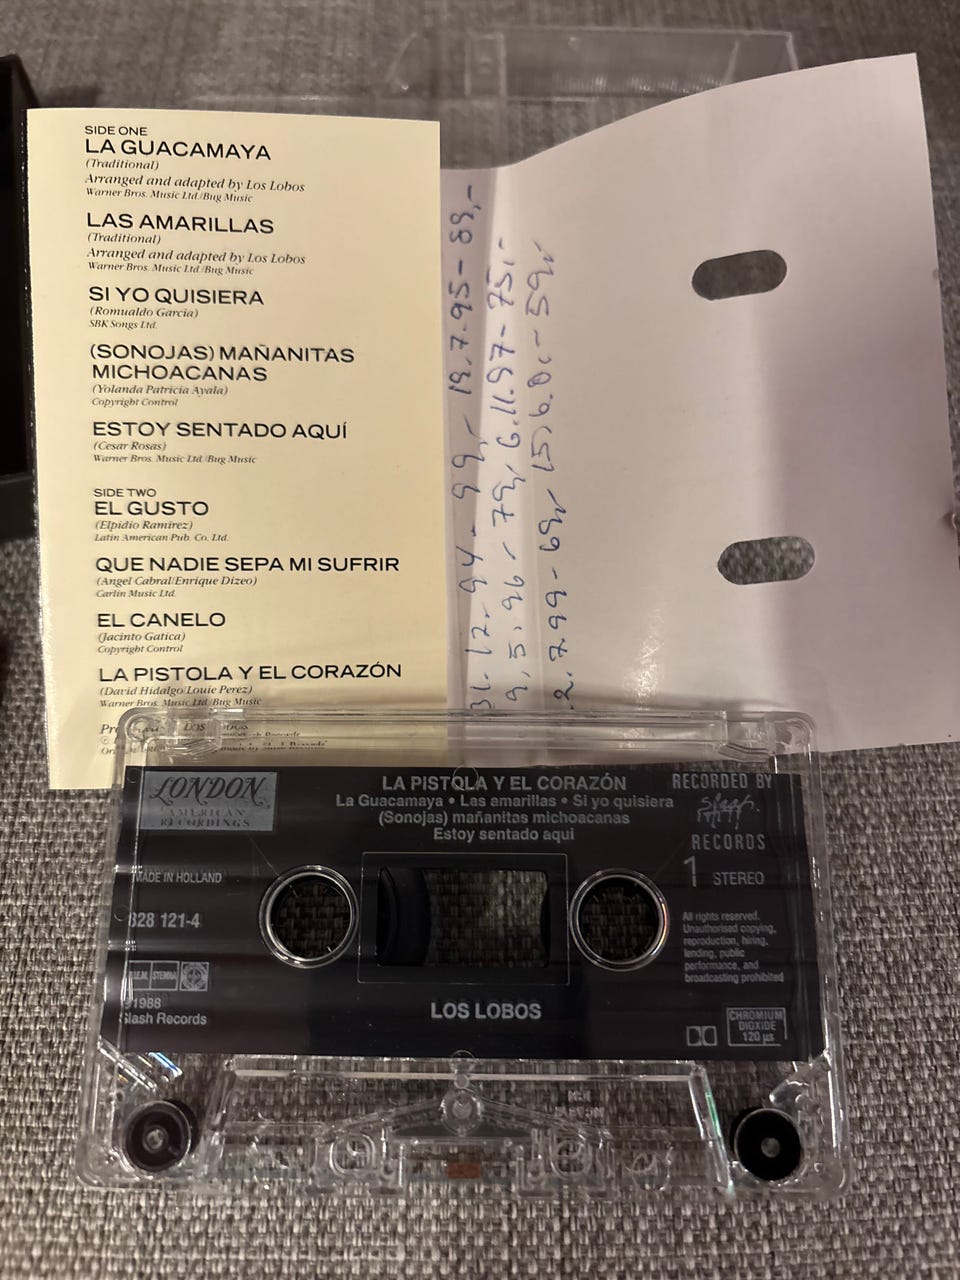 SIDE ONE
LA GUACAMAYA
(Traditional)
Arranged and adapted by Los Lobos
Warner Bros. Music Ltd./Bug Music
LAS AMARILLAS
(Traditional)
Arranged and adapted by Los Lobos
Warner Bros. Music Ltd./Bug Music
SI YO QUISIERA
(Romualdo Garcia)
SBK Songs Ltd.
(SONOJAS) MAÑANITAS
MICHOACANAS
(Yolanda Patricia Ayala)
Copyright Control
ESTOY SENTADO AQUÍ
(Cesar Rosas)
Warner Bros. Music Ltd./Bug Music
SIDE TWO
EL GUSTO
(Elpidio Ramirez)
Latin American Pub. Co. Ltd.
QUE NADIE SEPA MI SUFRIR
(Angel Cabral/Enrique Dizeo)
Carlin Music Ltd.
EL CANELO
(Jacinto Gatica)
Copyright Control
LA PISTOLA Y EL CORAZÓN
(David Hidalgo/Louie Perez)
Warner Bros. Music Ltd./Bug Music
31.12.94 - 99,- 19.7.95 - 89,-
9.5.96 - 79,- 6.11.97 - 75,-
2.7.99 - 69,- 15.6.0 - 59,-
LONDON
AMERICAN
RECORDINGS
LA PISTOLA Y EL CORAZÓN
La Guacamaya • Las amarillas • Si yo quisiera
(Sonojas) mañanitas michoacanas
Estoy sentado aqui
RECORDED BY
slash
RECORDS
1 STEREO
MADE IN HOLLAND
828 121-4
STEMRA
℗1988
Slash Records
All rights reserved.
Unauthorised copying,
reproduction, hiring,
lending, public
performance, and
broadcasting prohibited
LOS LOBOS
CHROMIUM
DIOXIDE
120 µs